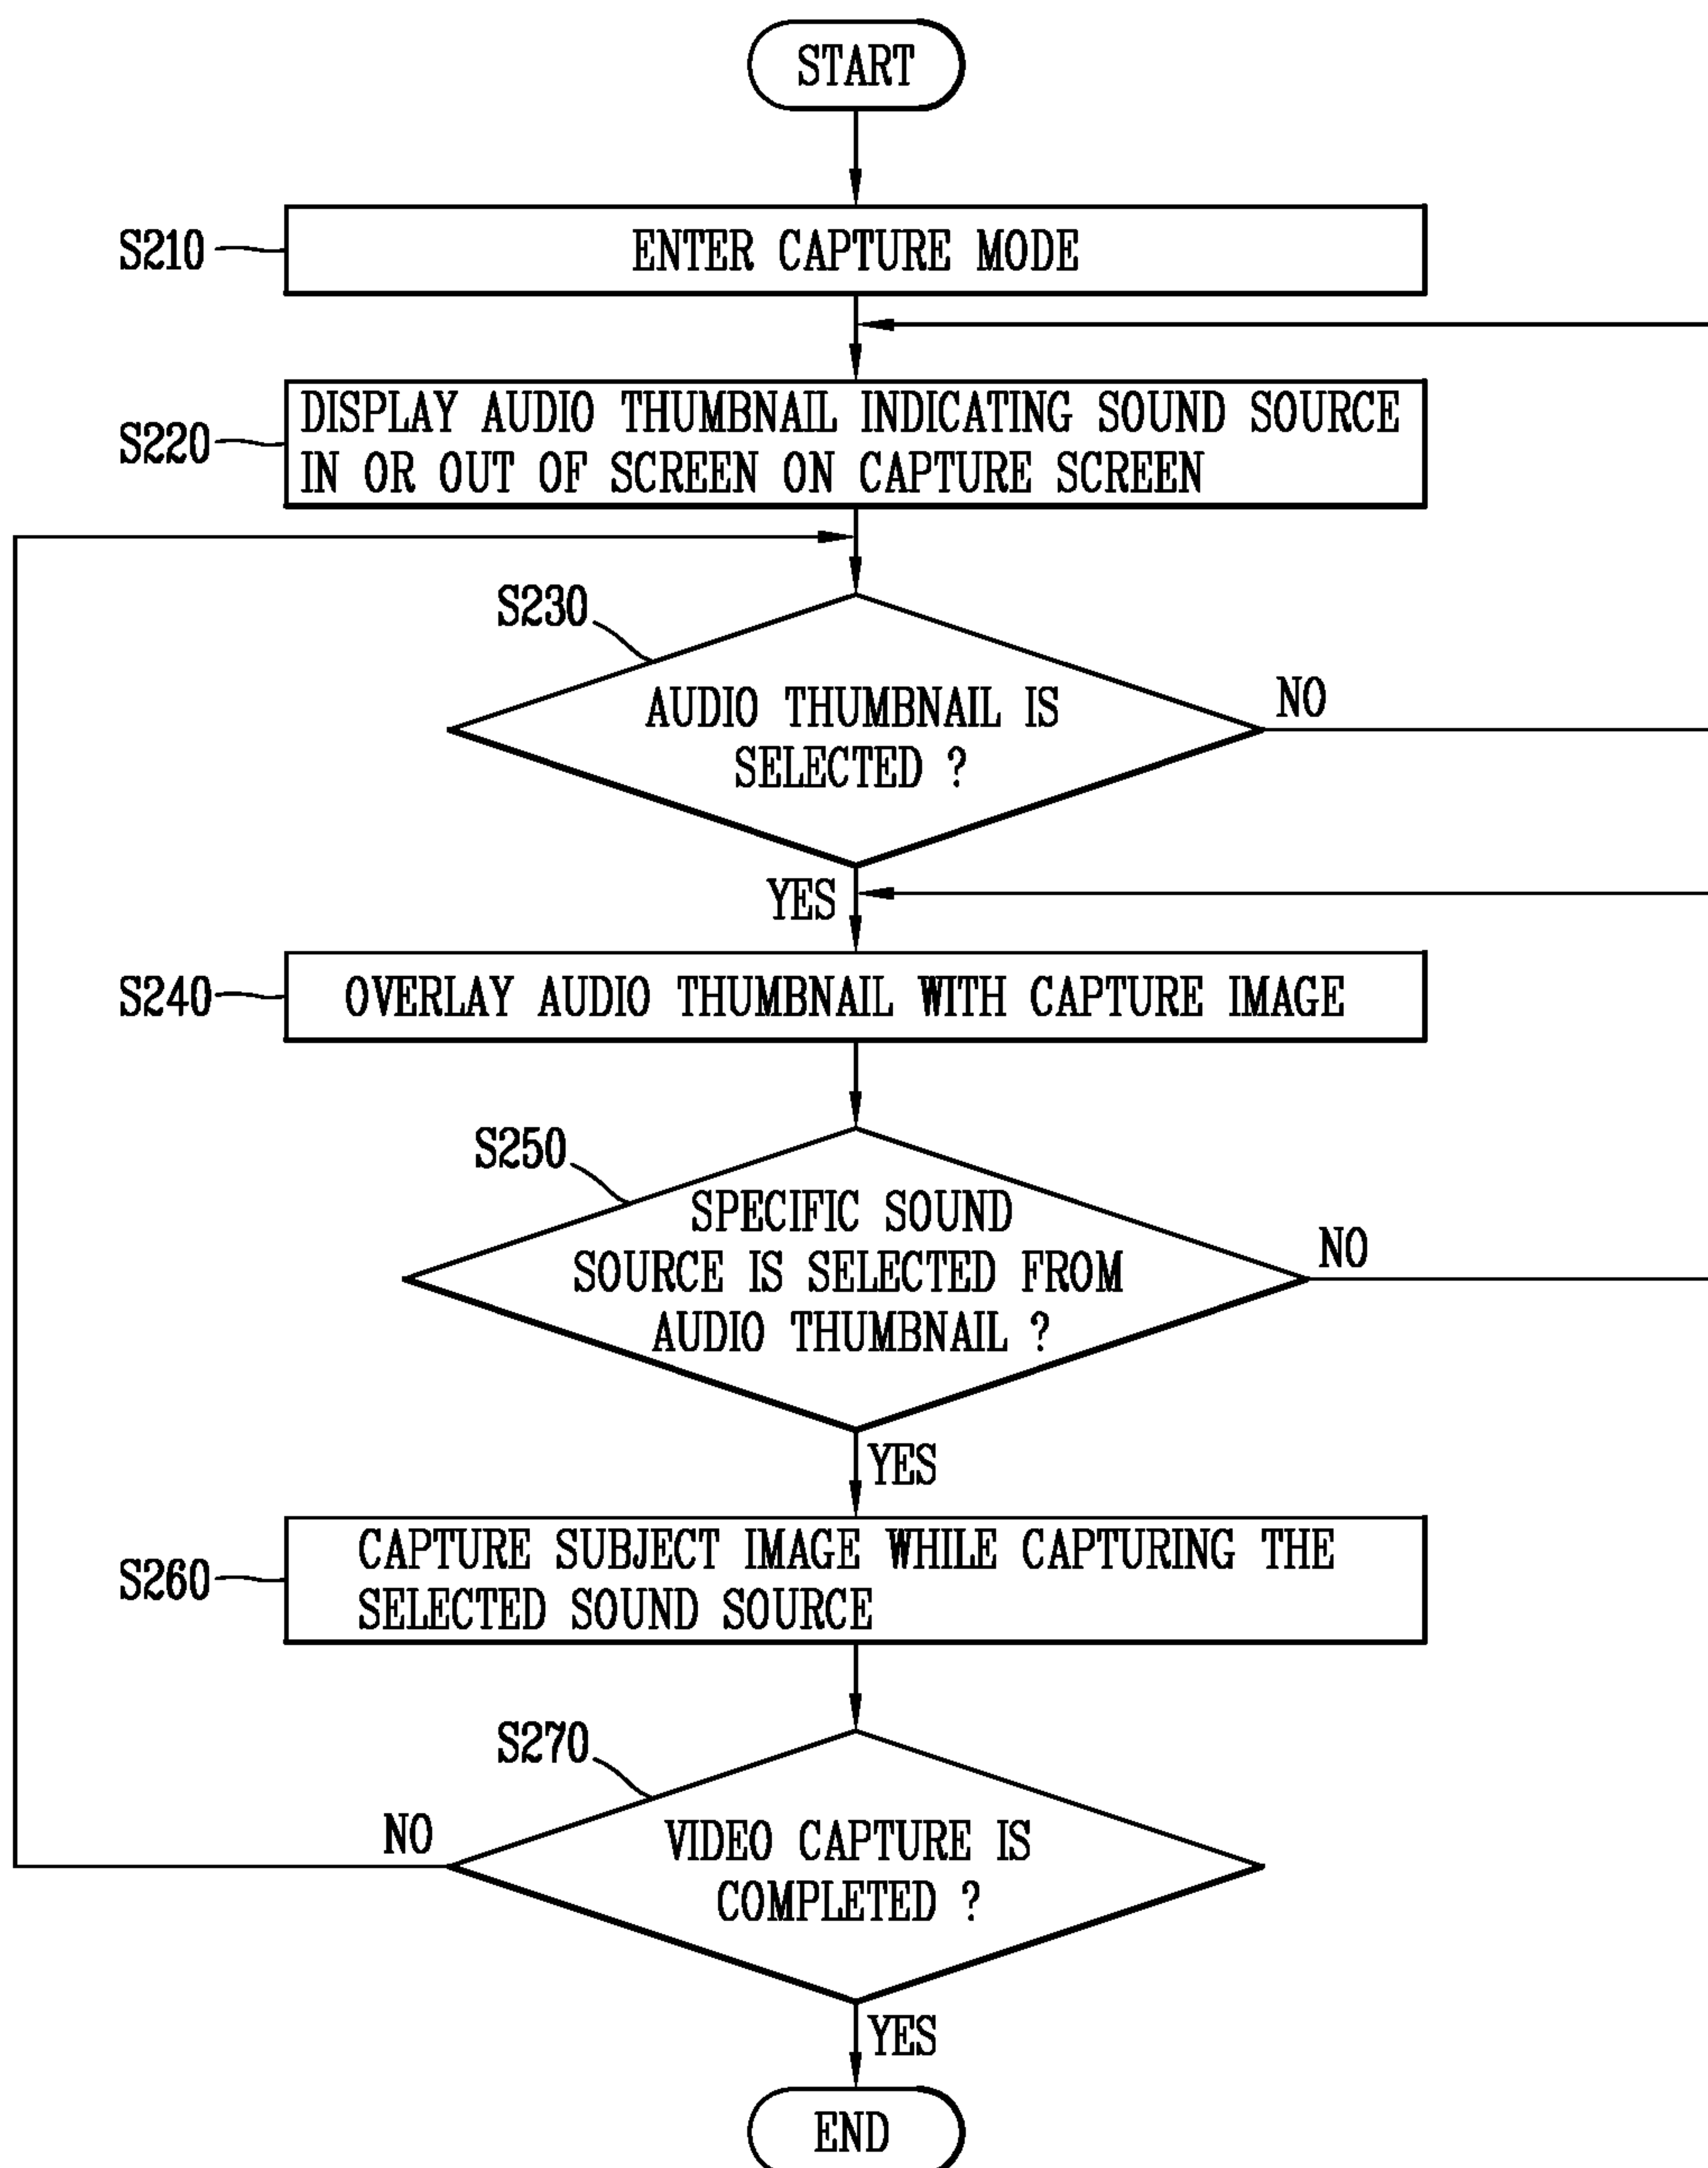 START
S210
ENTER CAPTURE MODE
S220
DISPLAY AUDIO THUMBNAIL INDICATING SOUND SOURCE
IN OR OUT OF SCREEN ON CAPTURE SCREEN
S230
AUDIO THUMBNAIL IS
SELECTED ?
NO
YES
S240
OVERLAY AUDIO THUMBNAIL WITH CAPTURE IMAGE
S250
SPECIFIC SOUND
SOURCE IS SELECTED FROM
AUDIO THUMBNAIL ?
NO
YES
S260
CAPTURE SUBJECT IMAGE WHILE CAPTURING THE
SELECTED SOUND SOURCE
S270
NO
VIDEO CAPTURE IS
COMPLETED ?
YES
END